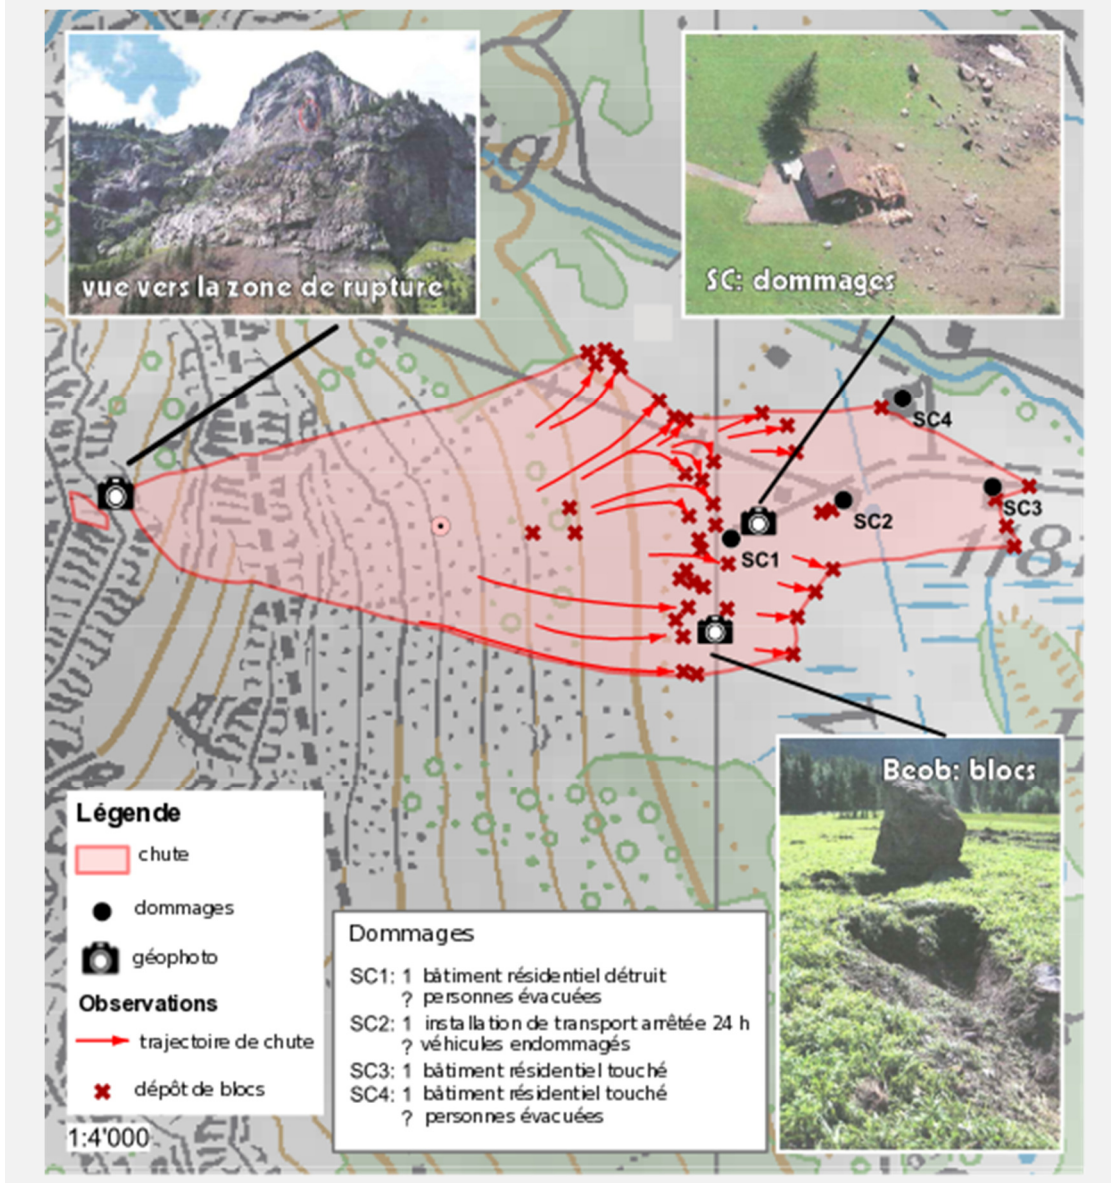 vue vers la zone de rupture
SC: dommages
SC4
SC3
SC2
SC2
SC1
Beob: blocs
Légende
chute
dommages
géophoto
Observations
trajectoire de chute
dépôt de blocs
1:4'000
Dommages
SC1: 1 bâtiment résidentiel détruit
? personnes évacuées
SC2: 1 installation de transport arrêtée 24 h
? véhicules endommagés
SC3: 1 bâtiment résidentiel touché
SC4: 1 bâtiment résidentiel touché
? personnes évacuées